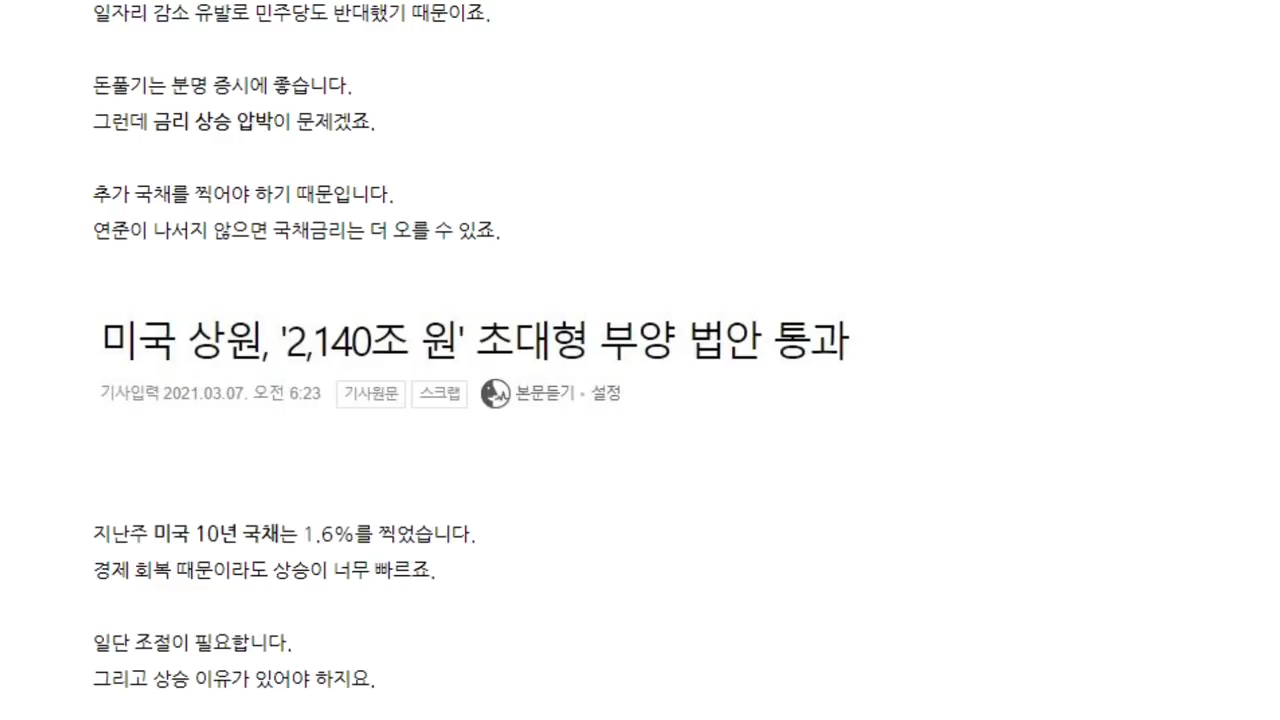 일자리 감소 유발로 민주당도 반대했기 때문이죠.
돈풀기는 분명 증시에 좋습니다.
그런데 금리 상승 압박이 문제겠죠.
추가 국채를 찍어야 하기 때문입니다.
연준이 나서지 않으면 국채금리는 더 오를 수 있죠.
미국 상원, '2,140조 원' 초대형 부양 법안 통과
기사입력 2021.03.07. 오전 6:23 기사원문 스크랩 본문듣기 · 설정
지난주 미국 10년 국채는 1.6%를 찍었습니다.
경제 회복 때문이라도 상승이 너무 빠르죠.
일단 조절이 필요합니다.
그리고 상승 이유가 있어야 하지요.